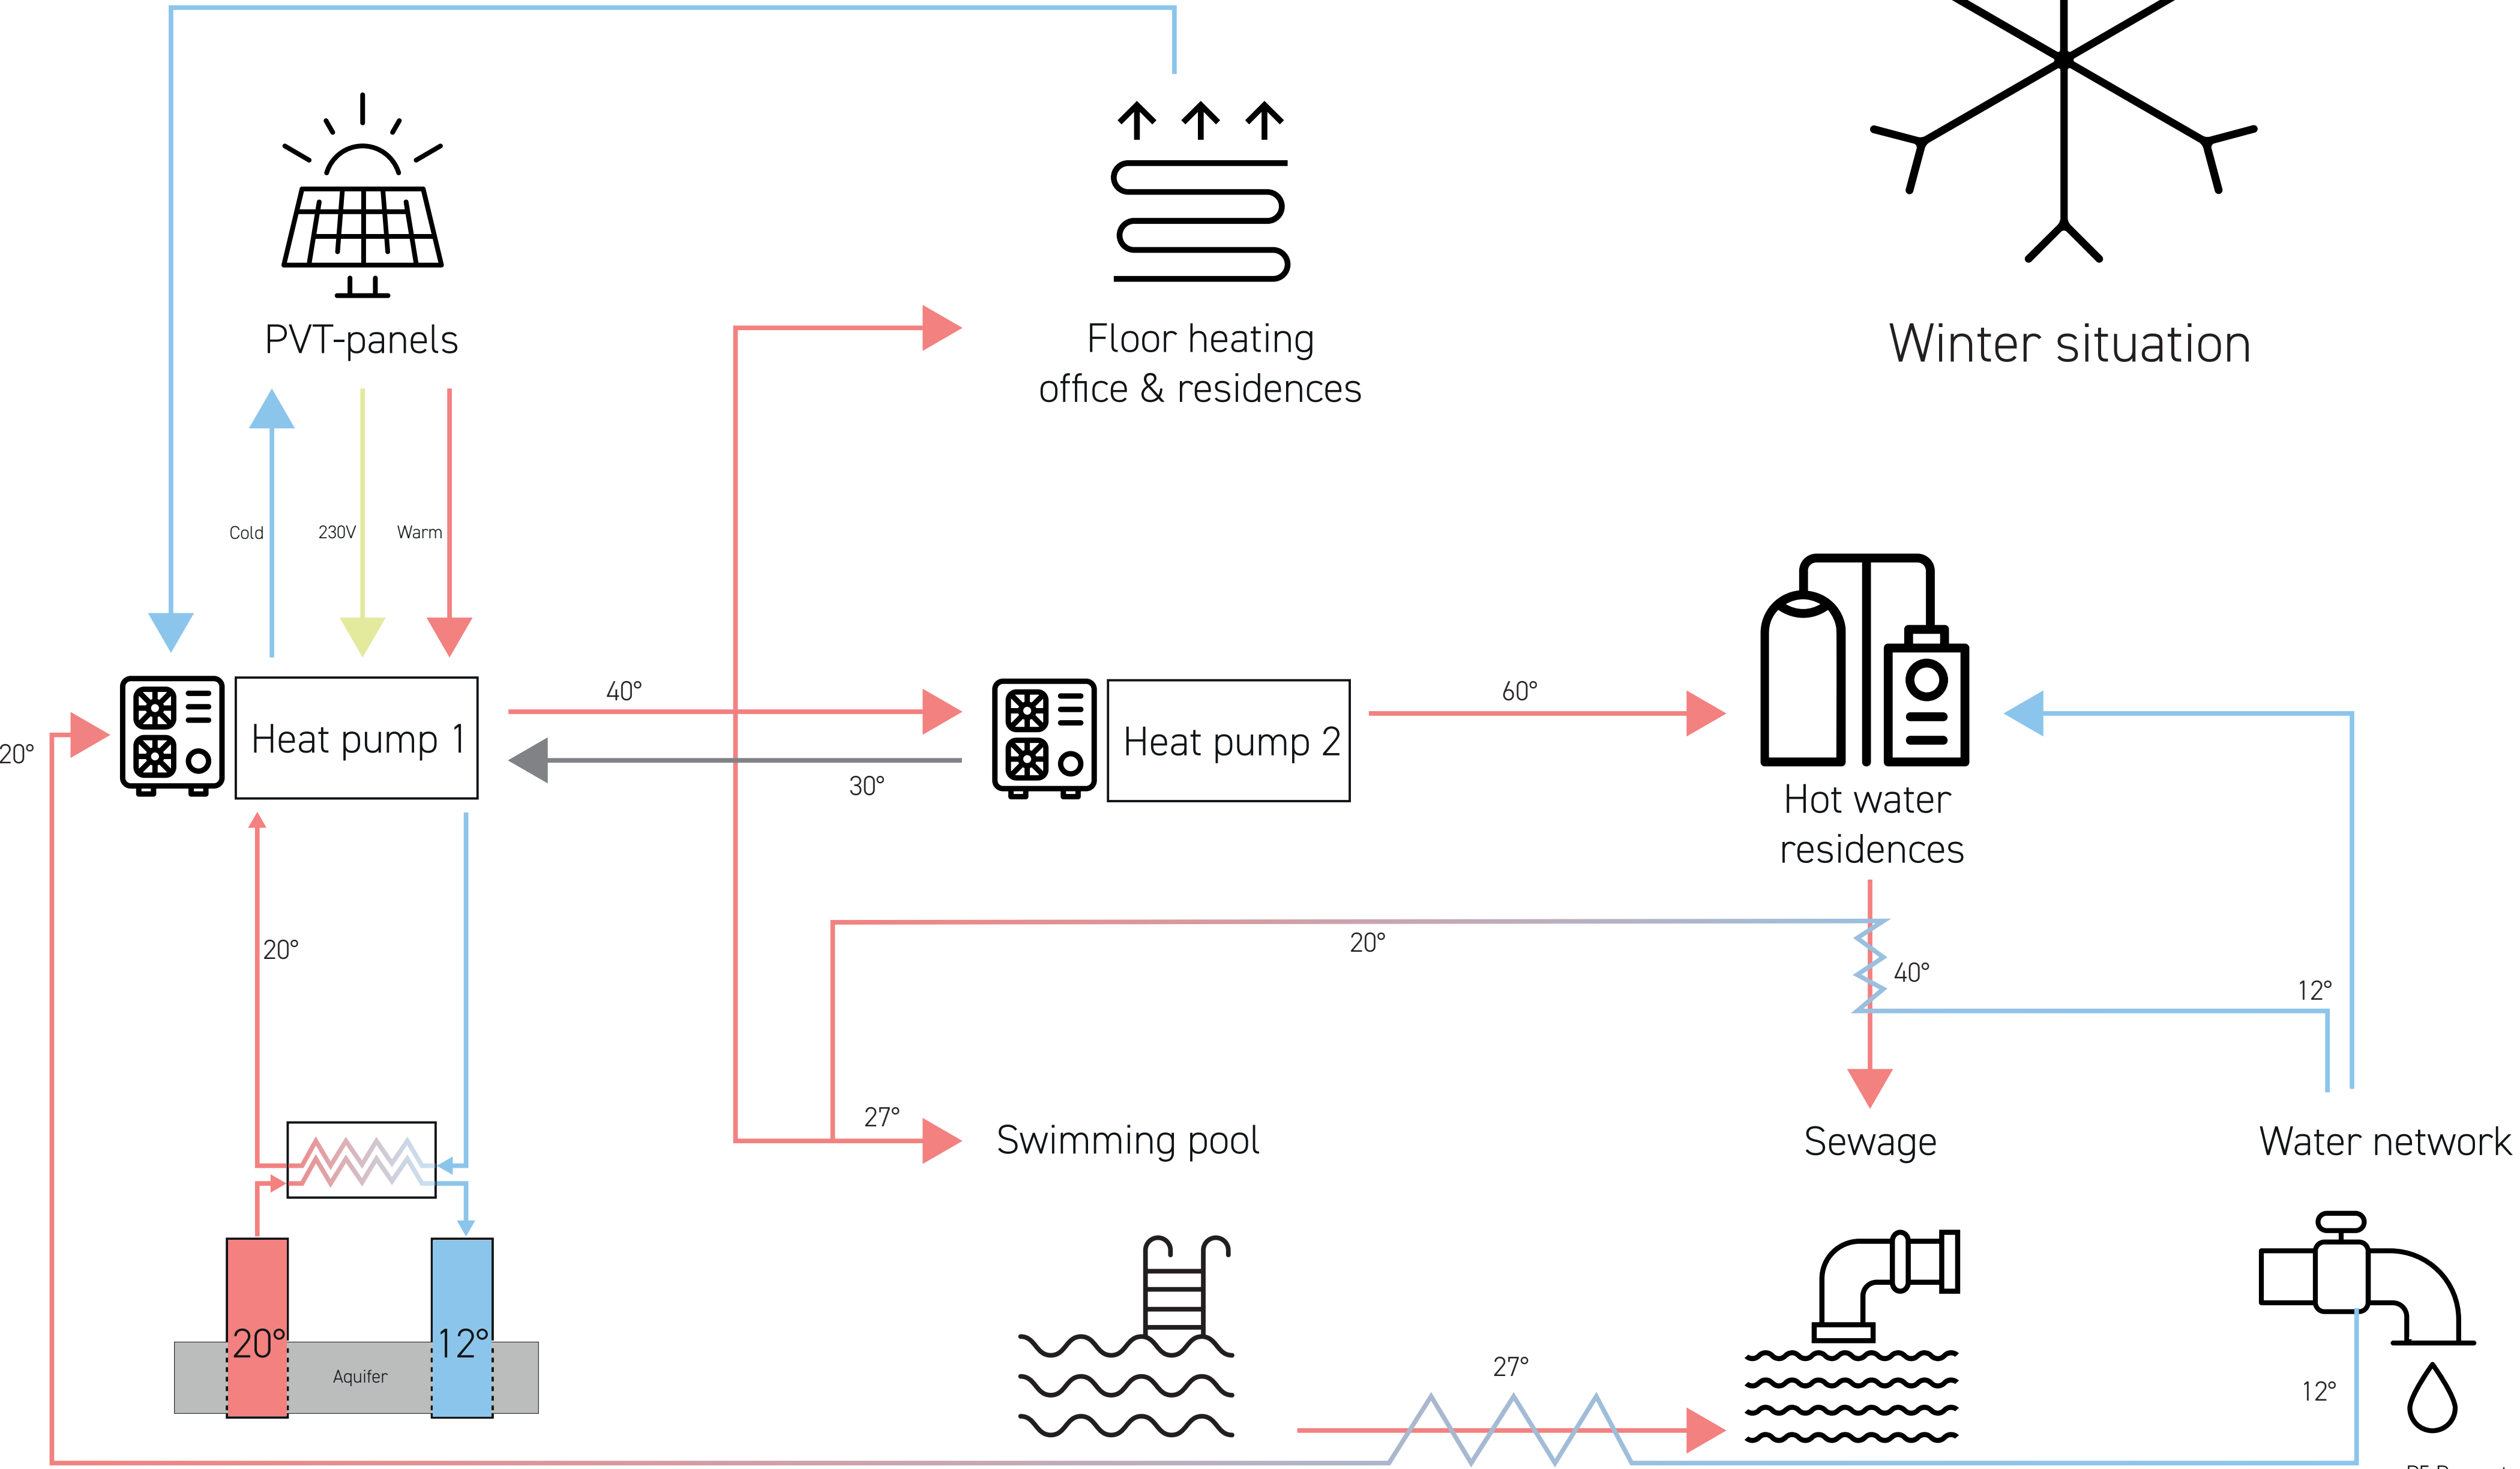 PVT-panels
Floor heating
office & residences
Winter situation
Cold
230V
Warm
40°
60°
20°
Heat pump 1
Heat pump 2
30°
Hot water
residences
20°
20°
40°
12°
27°
Swimming pool
Sewage
Water network
20°
12°
Aquifer
27°
12°